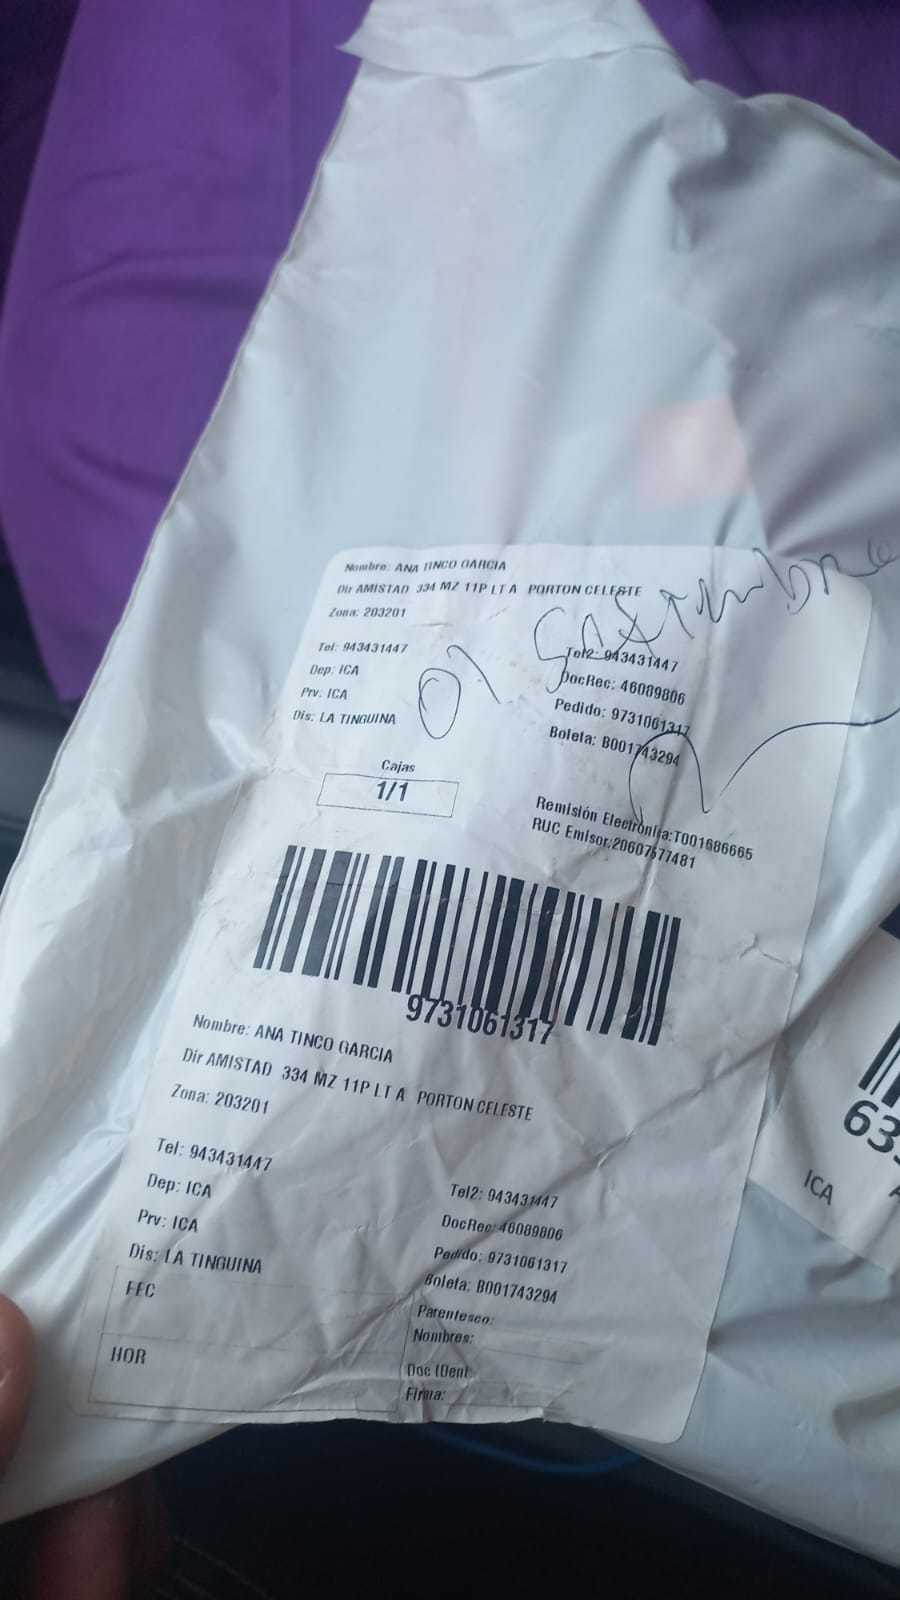 Nombre: ANA TINCO GARCIA
Dir AMISTAD 334 MZ 11P LT A PORTON CELESTE
Zona: 203201
Tel: 943431447
Tel2: 943431447
Dep: ICA
DocRec: 46089806
Prv: ICA
Pedido: 9731061317
Dis: LA TINGUINA
Boleta: B001743294
01 Setiembre
Cajas
1/1
Remisión Electrónica:T001686665
RUC Emisor:20607577481
9731061317
Nombre: ANA TINCO GARCIA
Dir AMISTAD 334 MZ 11P LT A PORTON CELESTE
Zona: 203201
Tel: 943431447
Tel2: 943431447
Dep: ICA
DocRec: 46089806
Prv: ICA
Pedido: 9731061317
Dis: LA TINGUINA
Boleta: B001743294
FEC
Parentesco:
Nombres:
HOR
Doc IDent:
Firma:
ICA